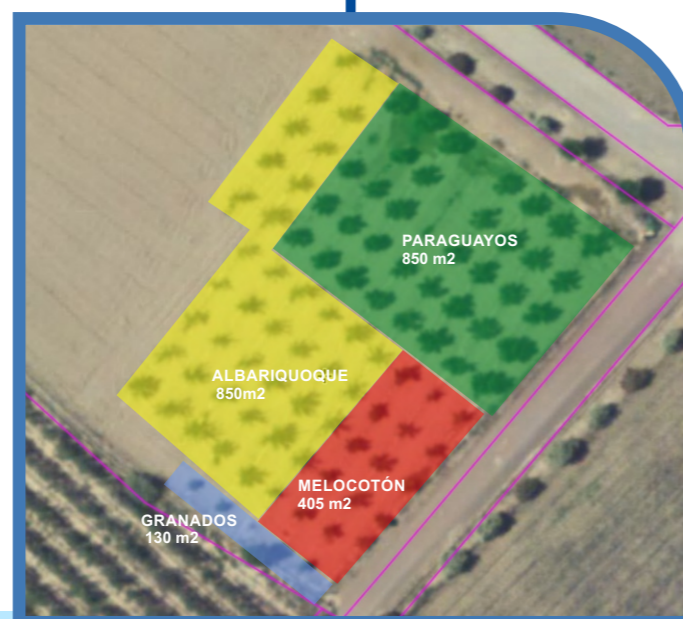 PARAGUAYOS
850 m2
ALBARIQUOQUE
850m2
MELOCOTÓN
405 m2
GRANADOS
130 m2